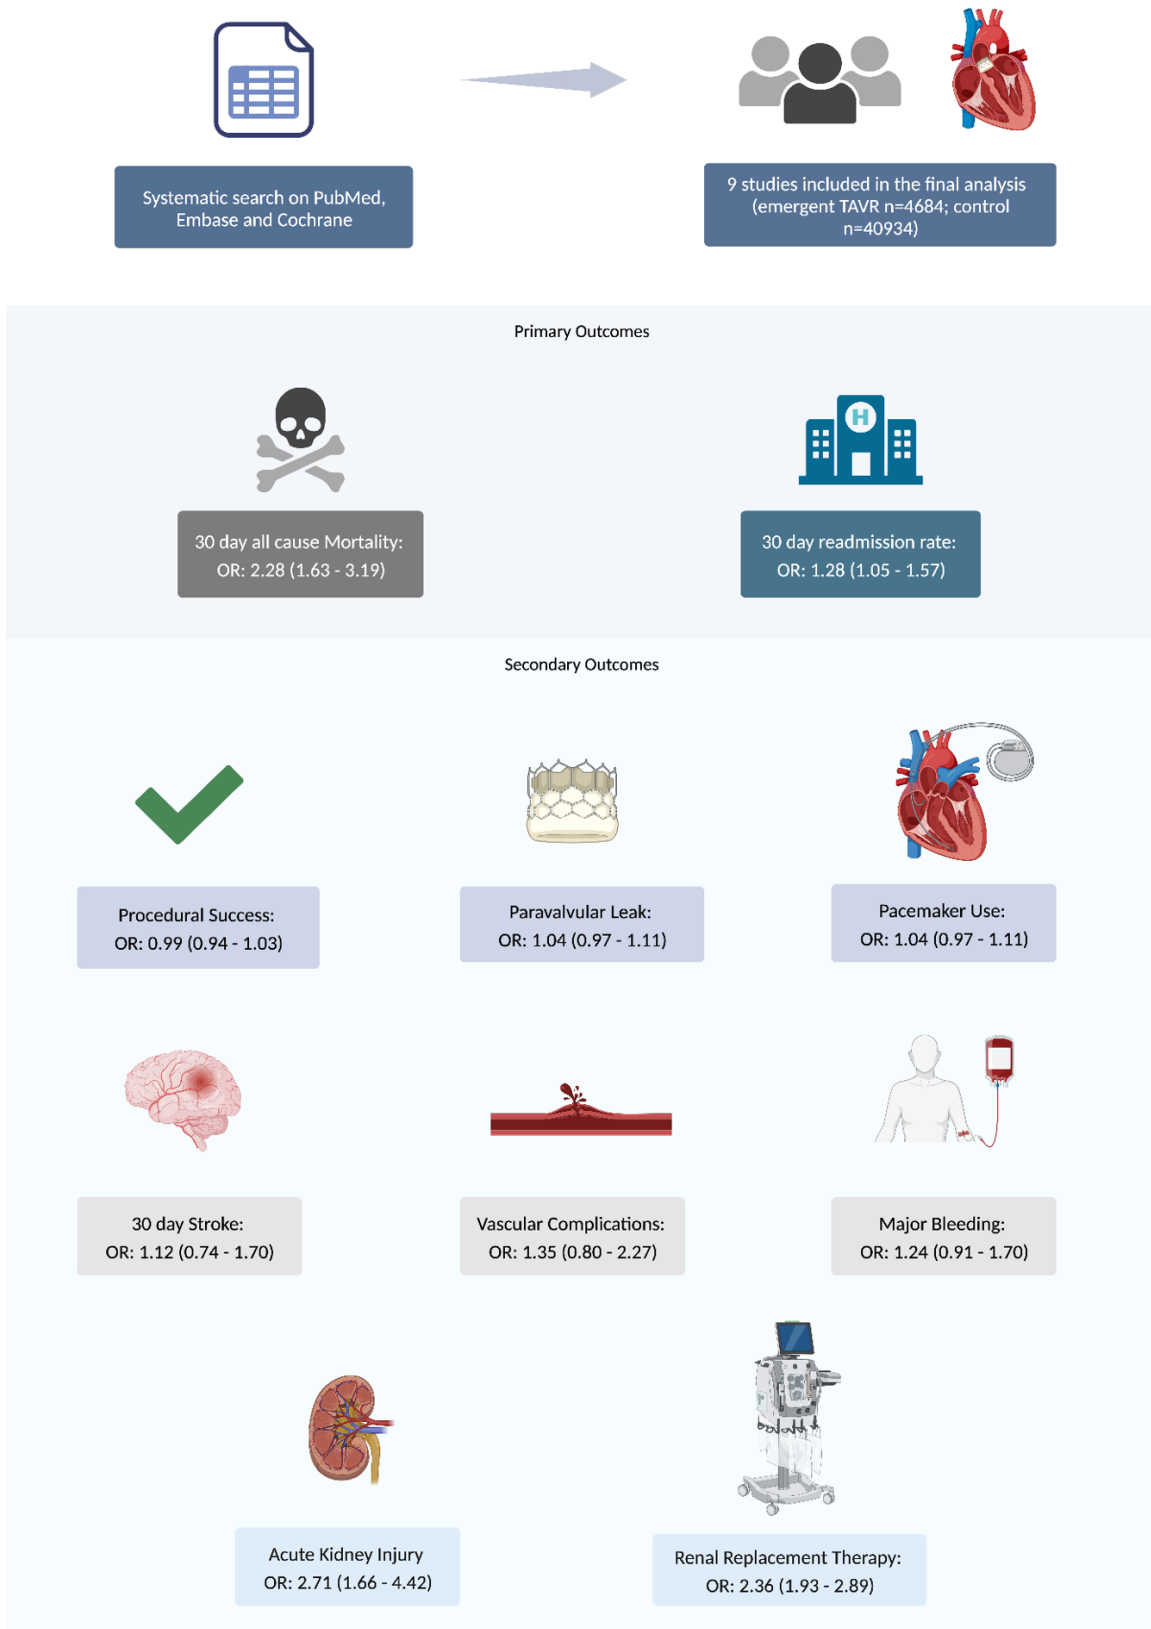 Systematic search on PubMed,
Embase and Cochrane
9 studies included in the final analysis
(emergent TAVR n=4684; control
n=40934)
Primary Outcomes
H
30 day all cause Mortality:
OR: 2.28 (1.63 - 3.19)
30 day readmission rate:
OR: 1.28 (1.05 - 1.57)
Secondary Outcomes
Procedural Success:
OR: 0.99 (0.94 - 1.03)
Paravalvular Leak:
OR: 1.04 (0.97 - 1.11)
Pacemaker Use:
OR: 1.04 (0.97 - 1.11)
30 day Stroke:
OR: 1.12 (0.74 - 1.70)
Vascular Complications:
OR: 1.35 (0.80 - 2.27)
Major Bleeding:
OR: 1.24 (0.91 - 1.70)
Acute Kidney Injury
OR: 2.71 (1.66 - 4.42)
Renal Replacement Therapy:
OR: 2.36 (1.93 - 2.89)